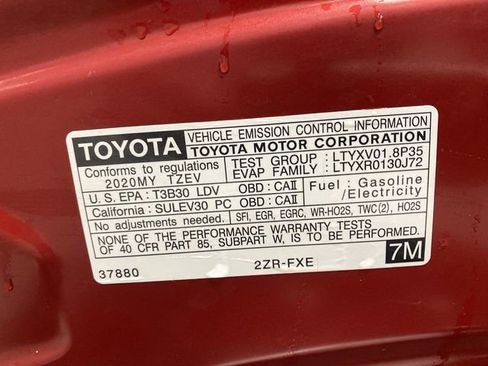 TOYOTA VEHICLE EMISSION CONTROL INFORMATION
TOYOTA MOTOR CORPORATION
Conforms to regulations TEST GROUP : LTYXV01.8P35
2020MY TZEV EVAP FAMILY : LTYXR0130J72
U.S. EPA : T3B30 LDV OBD : CAII Fuel : Gasoline
California : SULEV30 PC OBD : CAII /Electricity
No adjustments needed. SFI, EGR, EGRC, WR-HO2S, TWC(2), HO2S
NONE OF THE PERFORMANCE WARRANTY TESTS
OF 40 CFR PART 85, SUBPART W, IS TO BE PERFORMED
37880 2ZR-FXE 7M